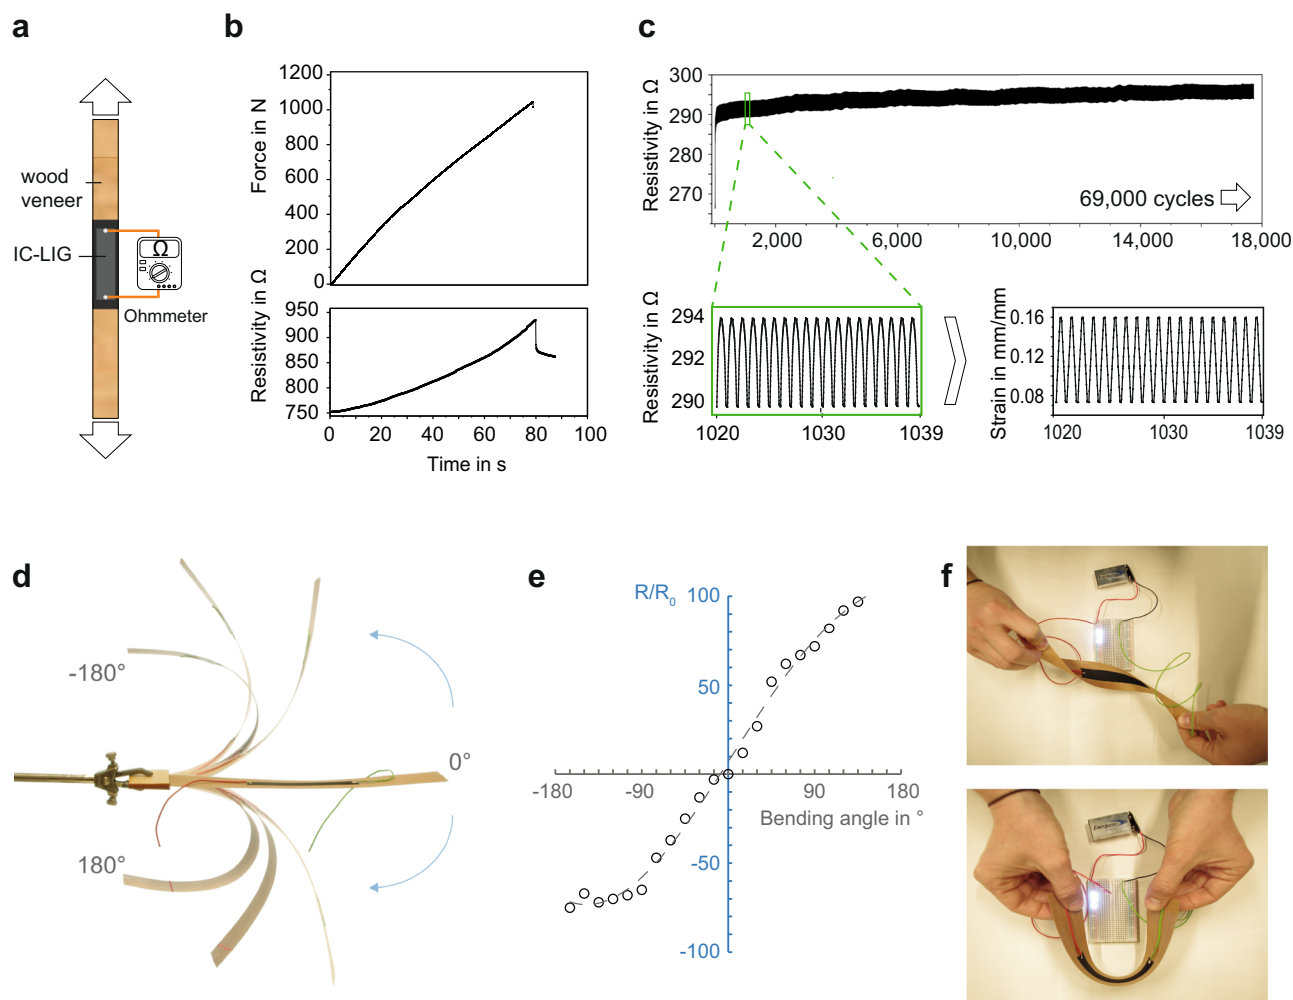 a
wood
veneer
IC-LIG
Ω
Ohmmeter
b
Force in N
1200
1000
800
600
400
200
0
Resistivity in Ω
950
900
850
800
750
0 20 40 60 80 100
Time in s
c
Resistivity in Ω
300
290
280
270
69,000 cycles
2,000 6,000 10,000 14,000 17,800
Resistivity in Ω
294
292
290
1020 1030 1039
Strain in mm/mm
0.16
0.12
0.08
1020 1030 1039
d
-180°
0°
180°
e
R/R0
100
50
-180 -90 90 180
Bending angle in °
-50
-100
f
Energizer